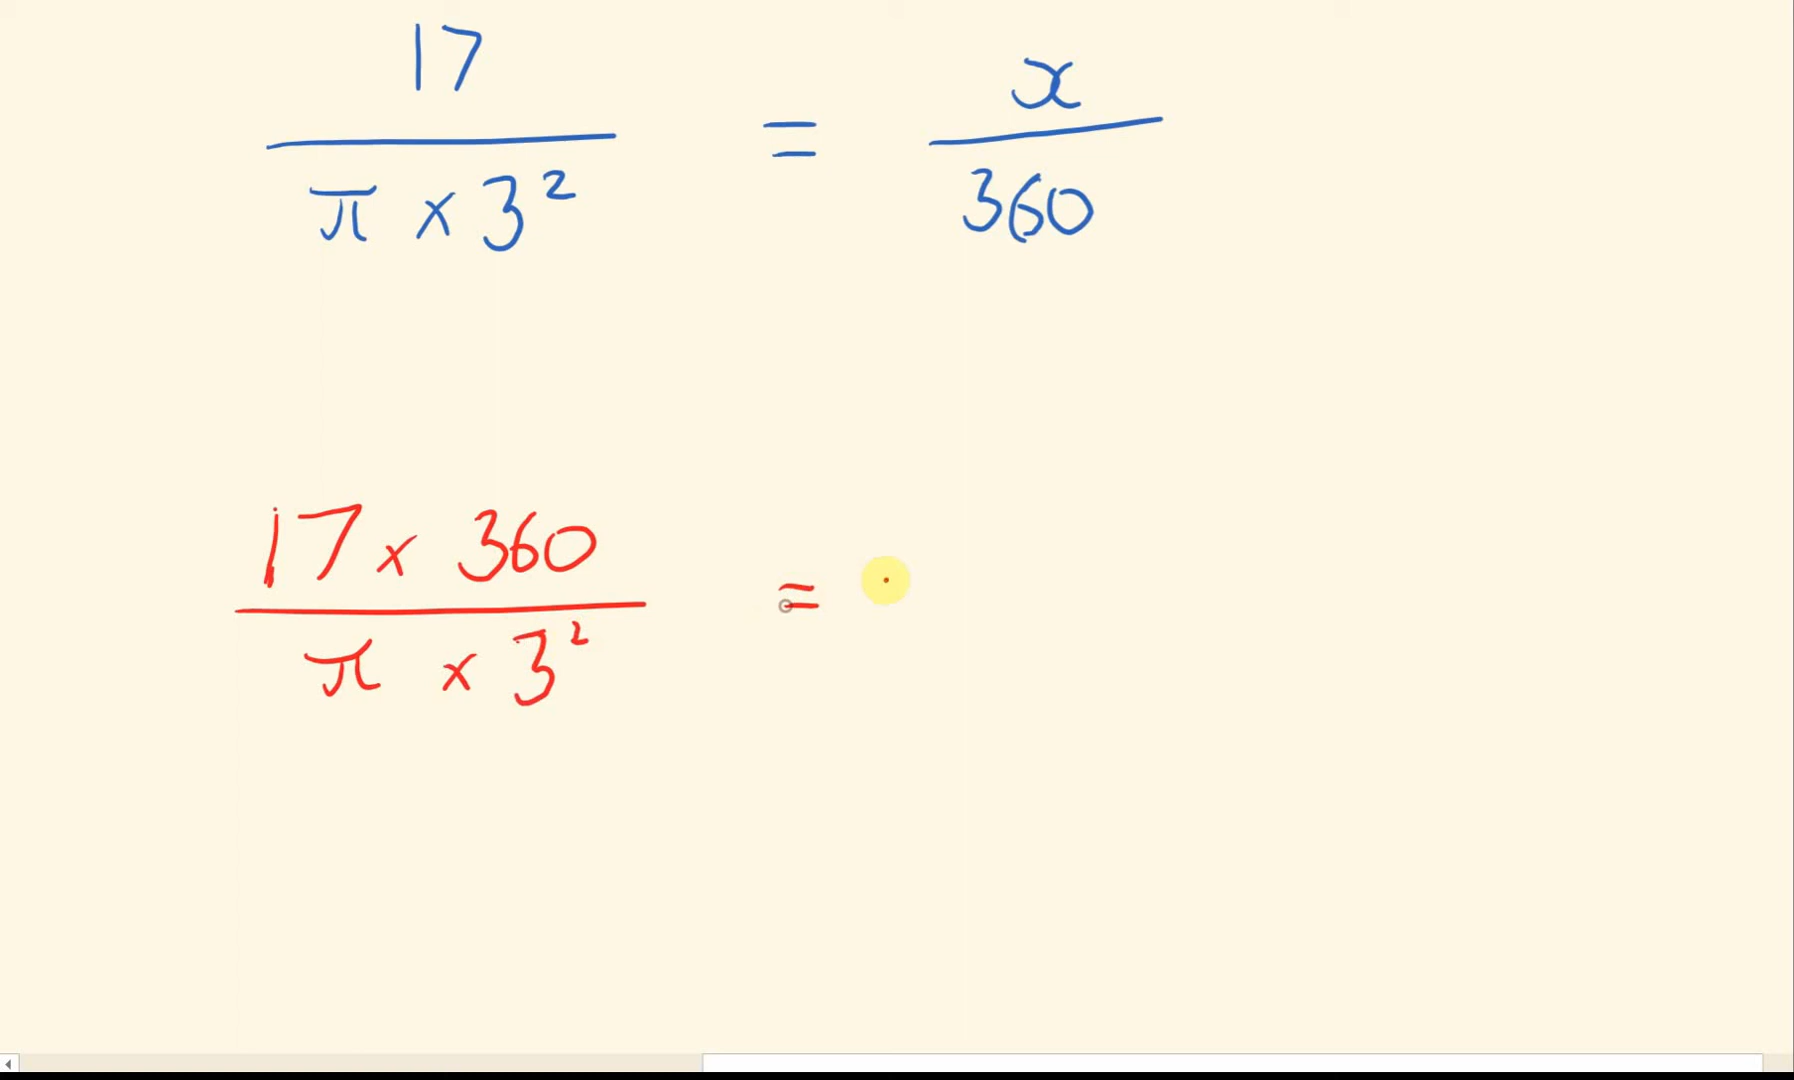 17 / π × 3² = x / 360
17 × 360 / π × 3² =